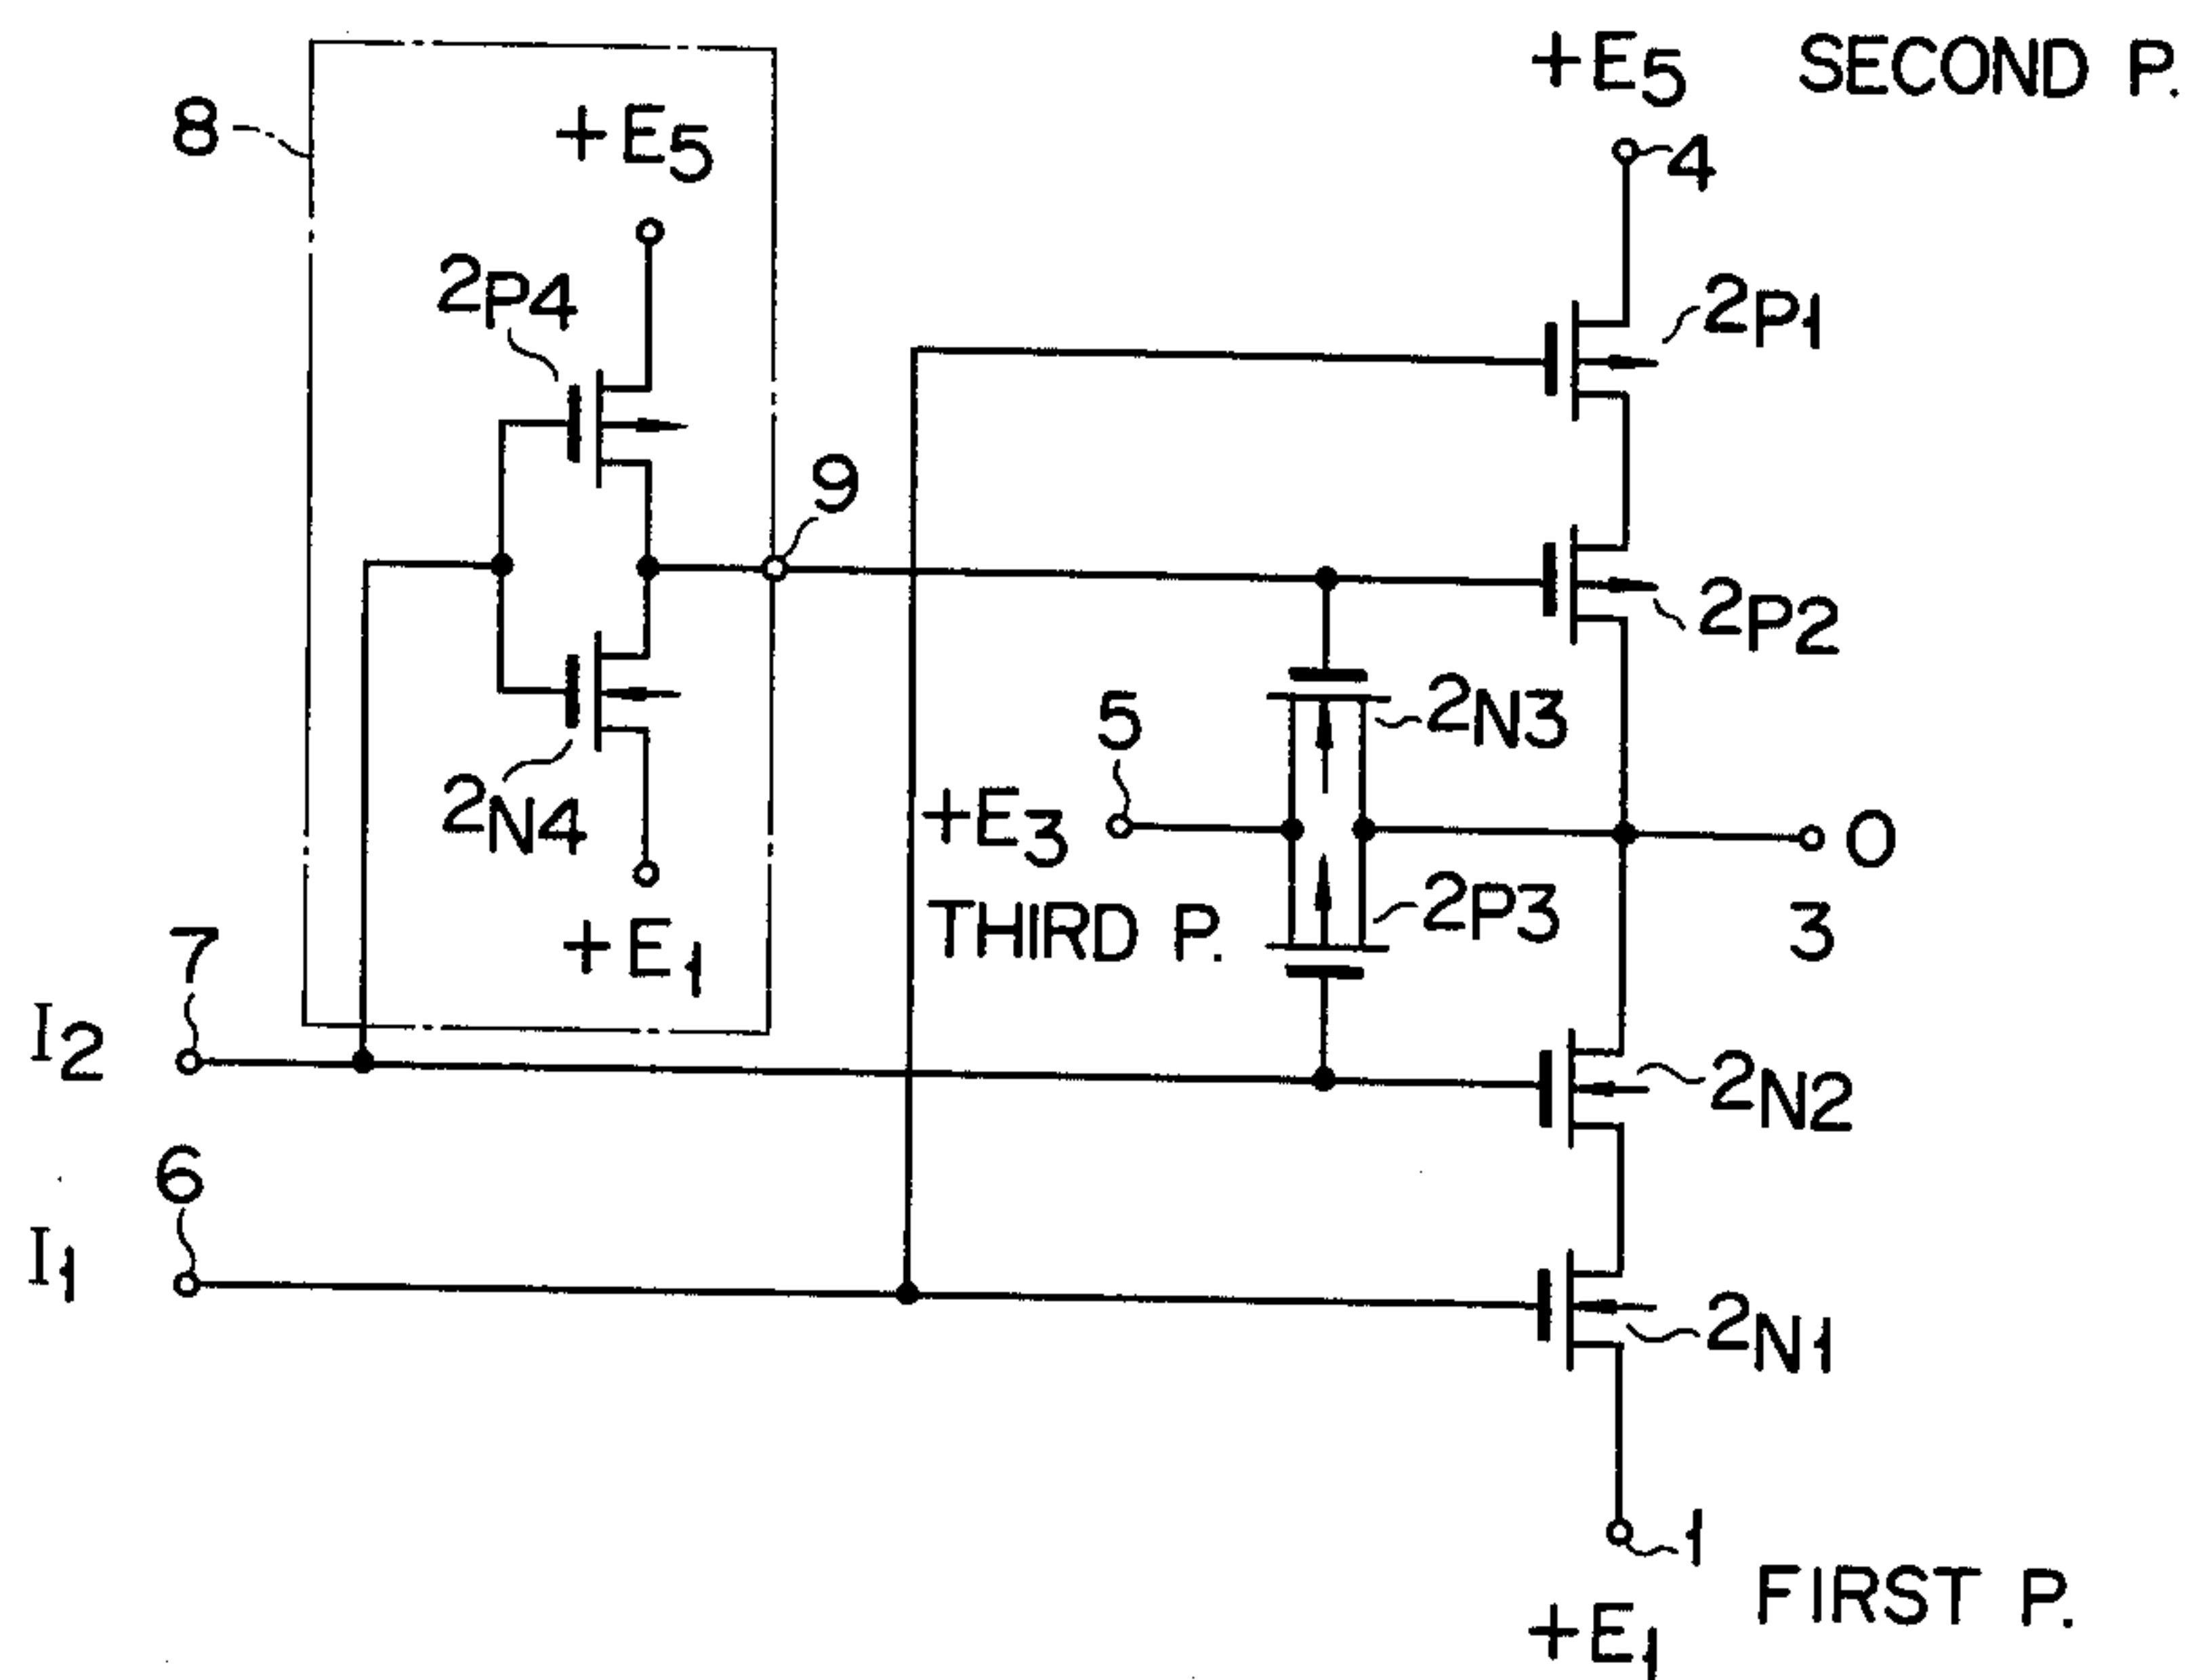 +E5 SECOND P.
4
8
+E5
2P4
2P1
9
2P2
2N3
5
+E3
O
2N4
2P3
THIRD P.
3
+E1
7
I2
2N2
6
I1
2N1
1
FIRST P.
+E1